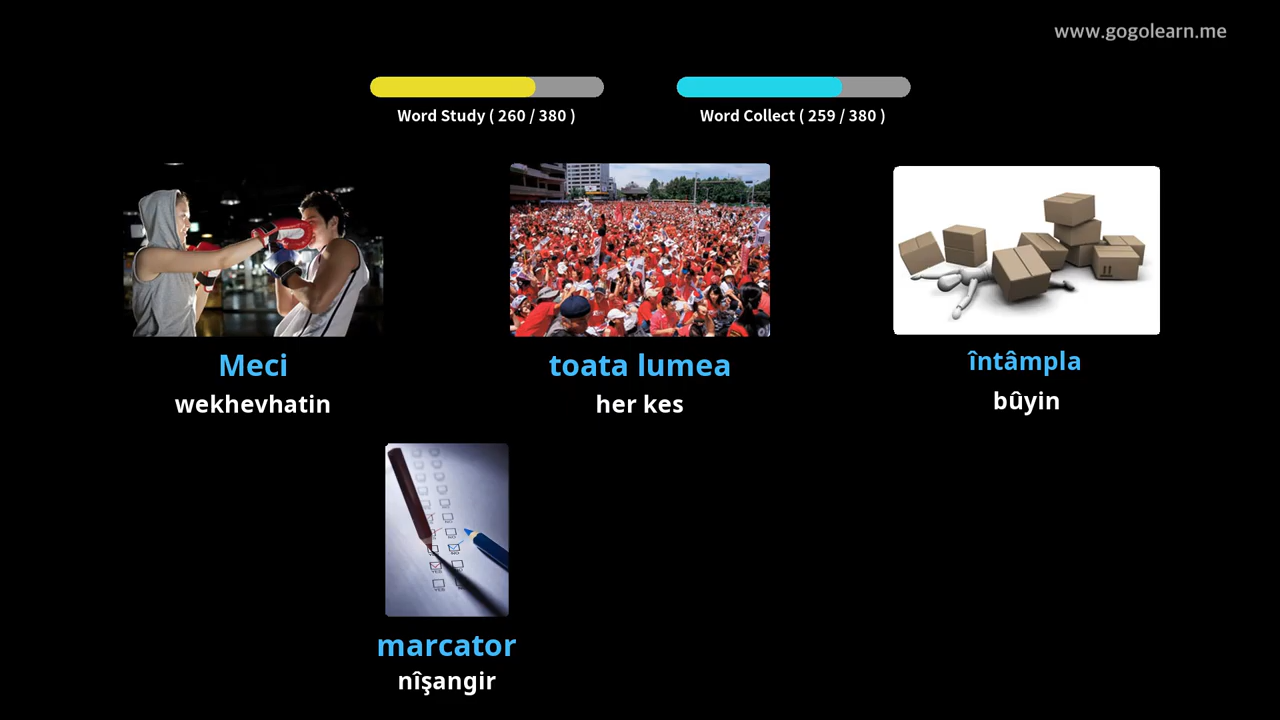 www.gogolearn.me
Word Study ( 260 / 380 )
Word Collect ( 259 / 380 )
Meci
wekhevhatin
toata lumea
her kes
întâmpla
bûyin
marcator
nîşangir